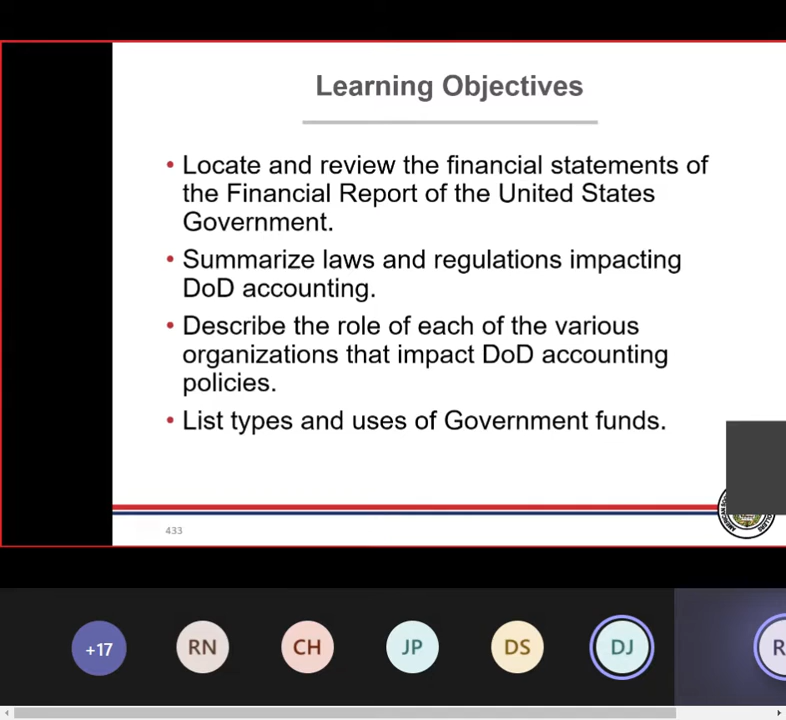 Learning Objectives
• Locate and review the financial statements of
the Financial Report of the United States
Government.
• Summarize laws and regulations impacting
DoD accounting.
• Describe the role of each of the various
organizations that impact DoD accounting
policies.
• List types and uses of Government funds.
433
+17 RN CH JP DS DJ R